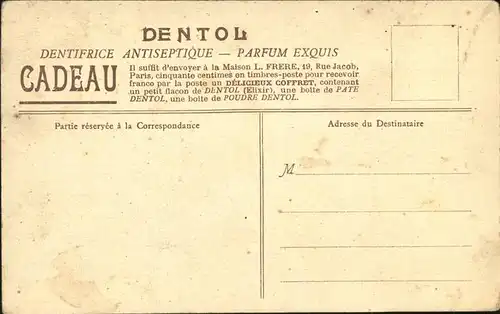 DENTOL
DENTIFRICE ANTISEPTIQUE — PARFUM EXQUIS
CADEAU
Il suffit d'envoyer à la Maison L. FRERE, 19, Rue Jacob,
Paris, cinquante centimes en timbres-poste pour recevoir
franco par la poste un DÉLICIEUX COFFRET, contenant
un petit flacon de DENTOL (Elixir), une boîte de PATE
DENTOL, une boîte de POUDRE DENTOL.
Partie réservée à la Correspondance
Adresse du Destinataire
M